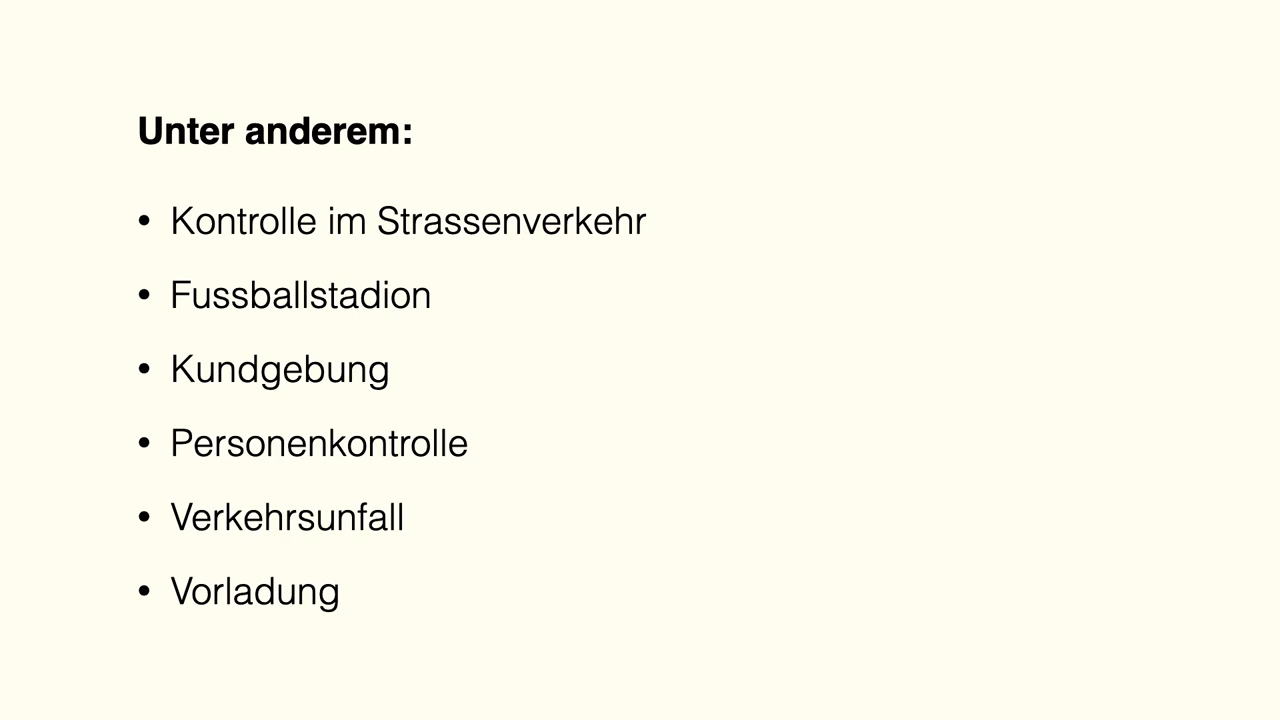 Unter anderem:
• Kontrolle im Strassenverkehr
• Fussballstadion
• Kundgebung
• Personenkontrolle
• Verkehrsunfall
• Vorladung